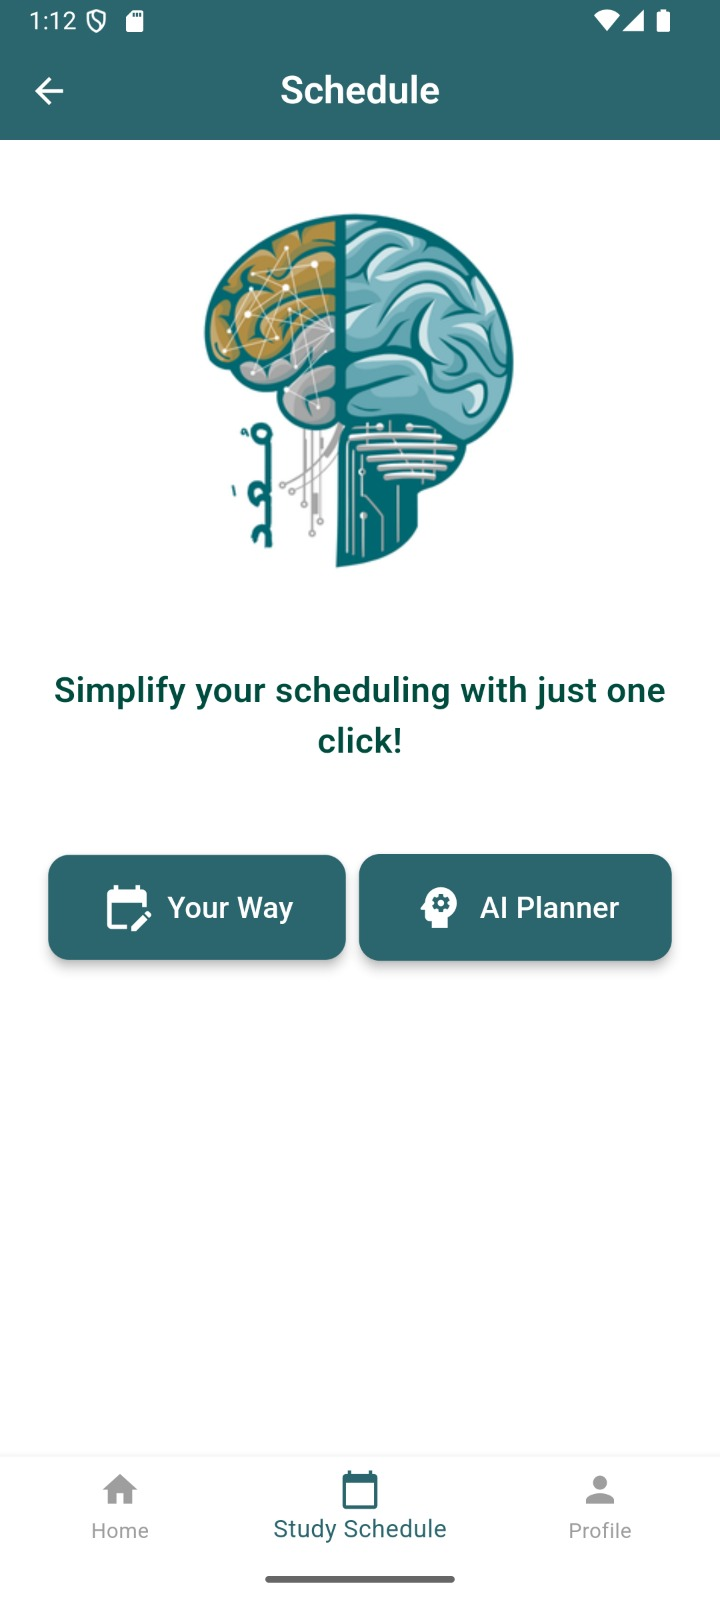 1:12
Schedule
Simplify your scheduling with just one
click!
Your Way
AI Planner
Home
Study Schedule
Profile